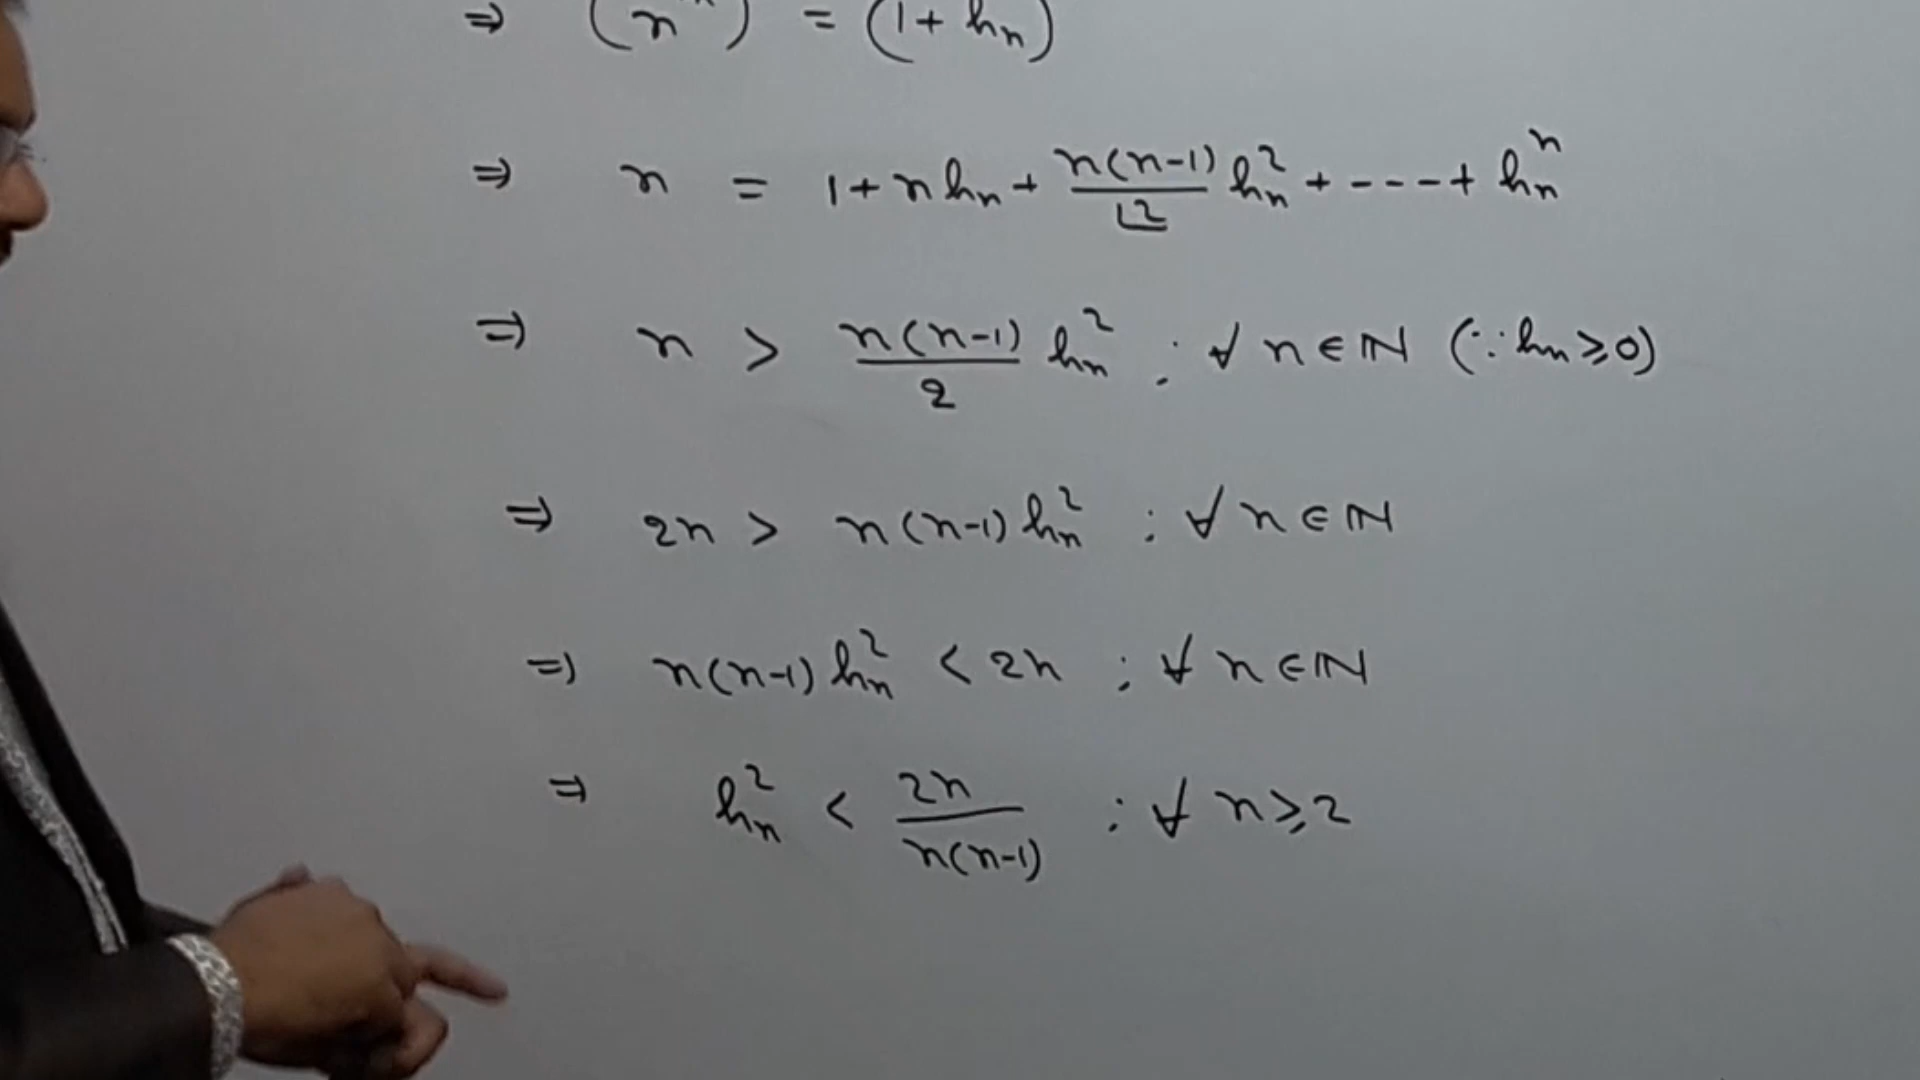 ⇒ (n ) = (1 + hₙ)
⇒ n = 1 + n hₙ + n(n-1)/⌊2 hₙ² + ---- + hₙⁿ
⇒ n > n(n-1)/2 hₙ² ; ∀ n ∈ ℕ (∵ hₙ ≥ 0)
⇒ 2n > n(n-1) hₙ² ; ∀ n ∈ ℕ
⇒ n(n-1) hₙ² < 2n ; ∀ n ∈ ℕ
⇒ hₙ² < 2n/n(n-1) ; ∀ n ≥ 2